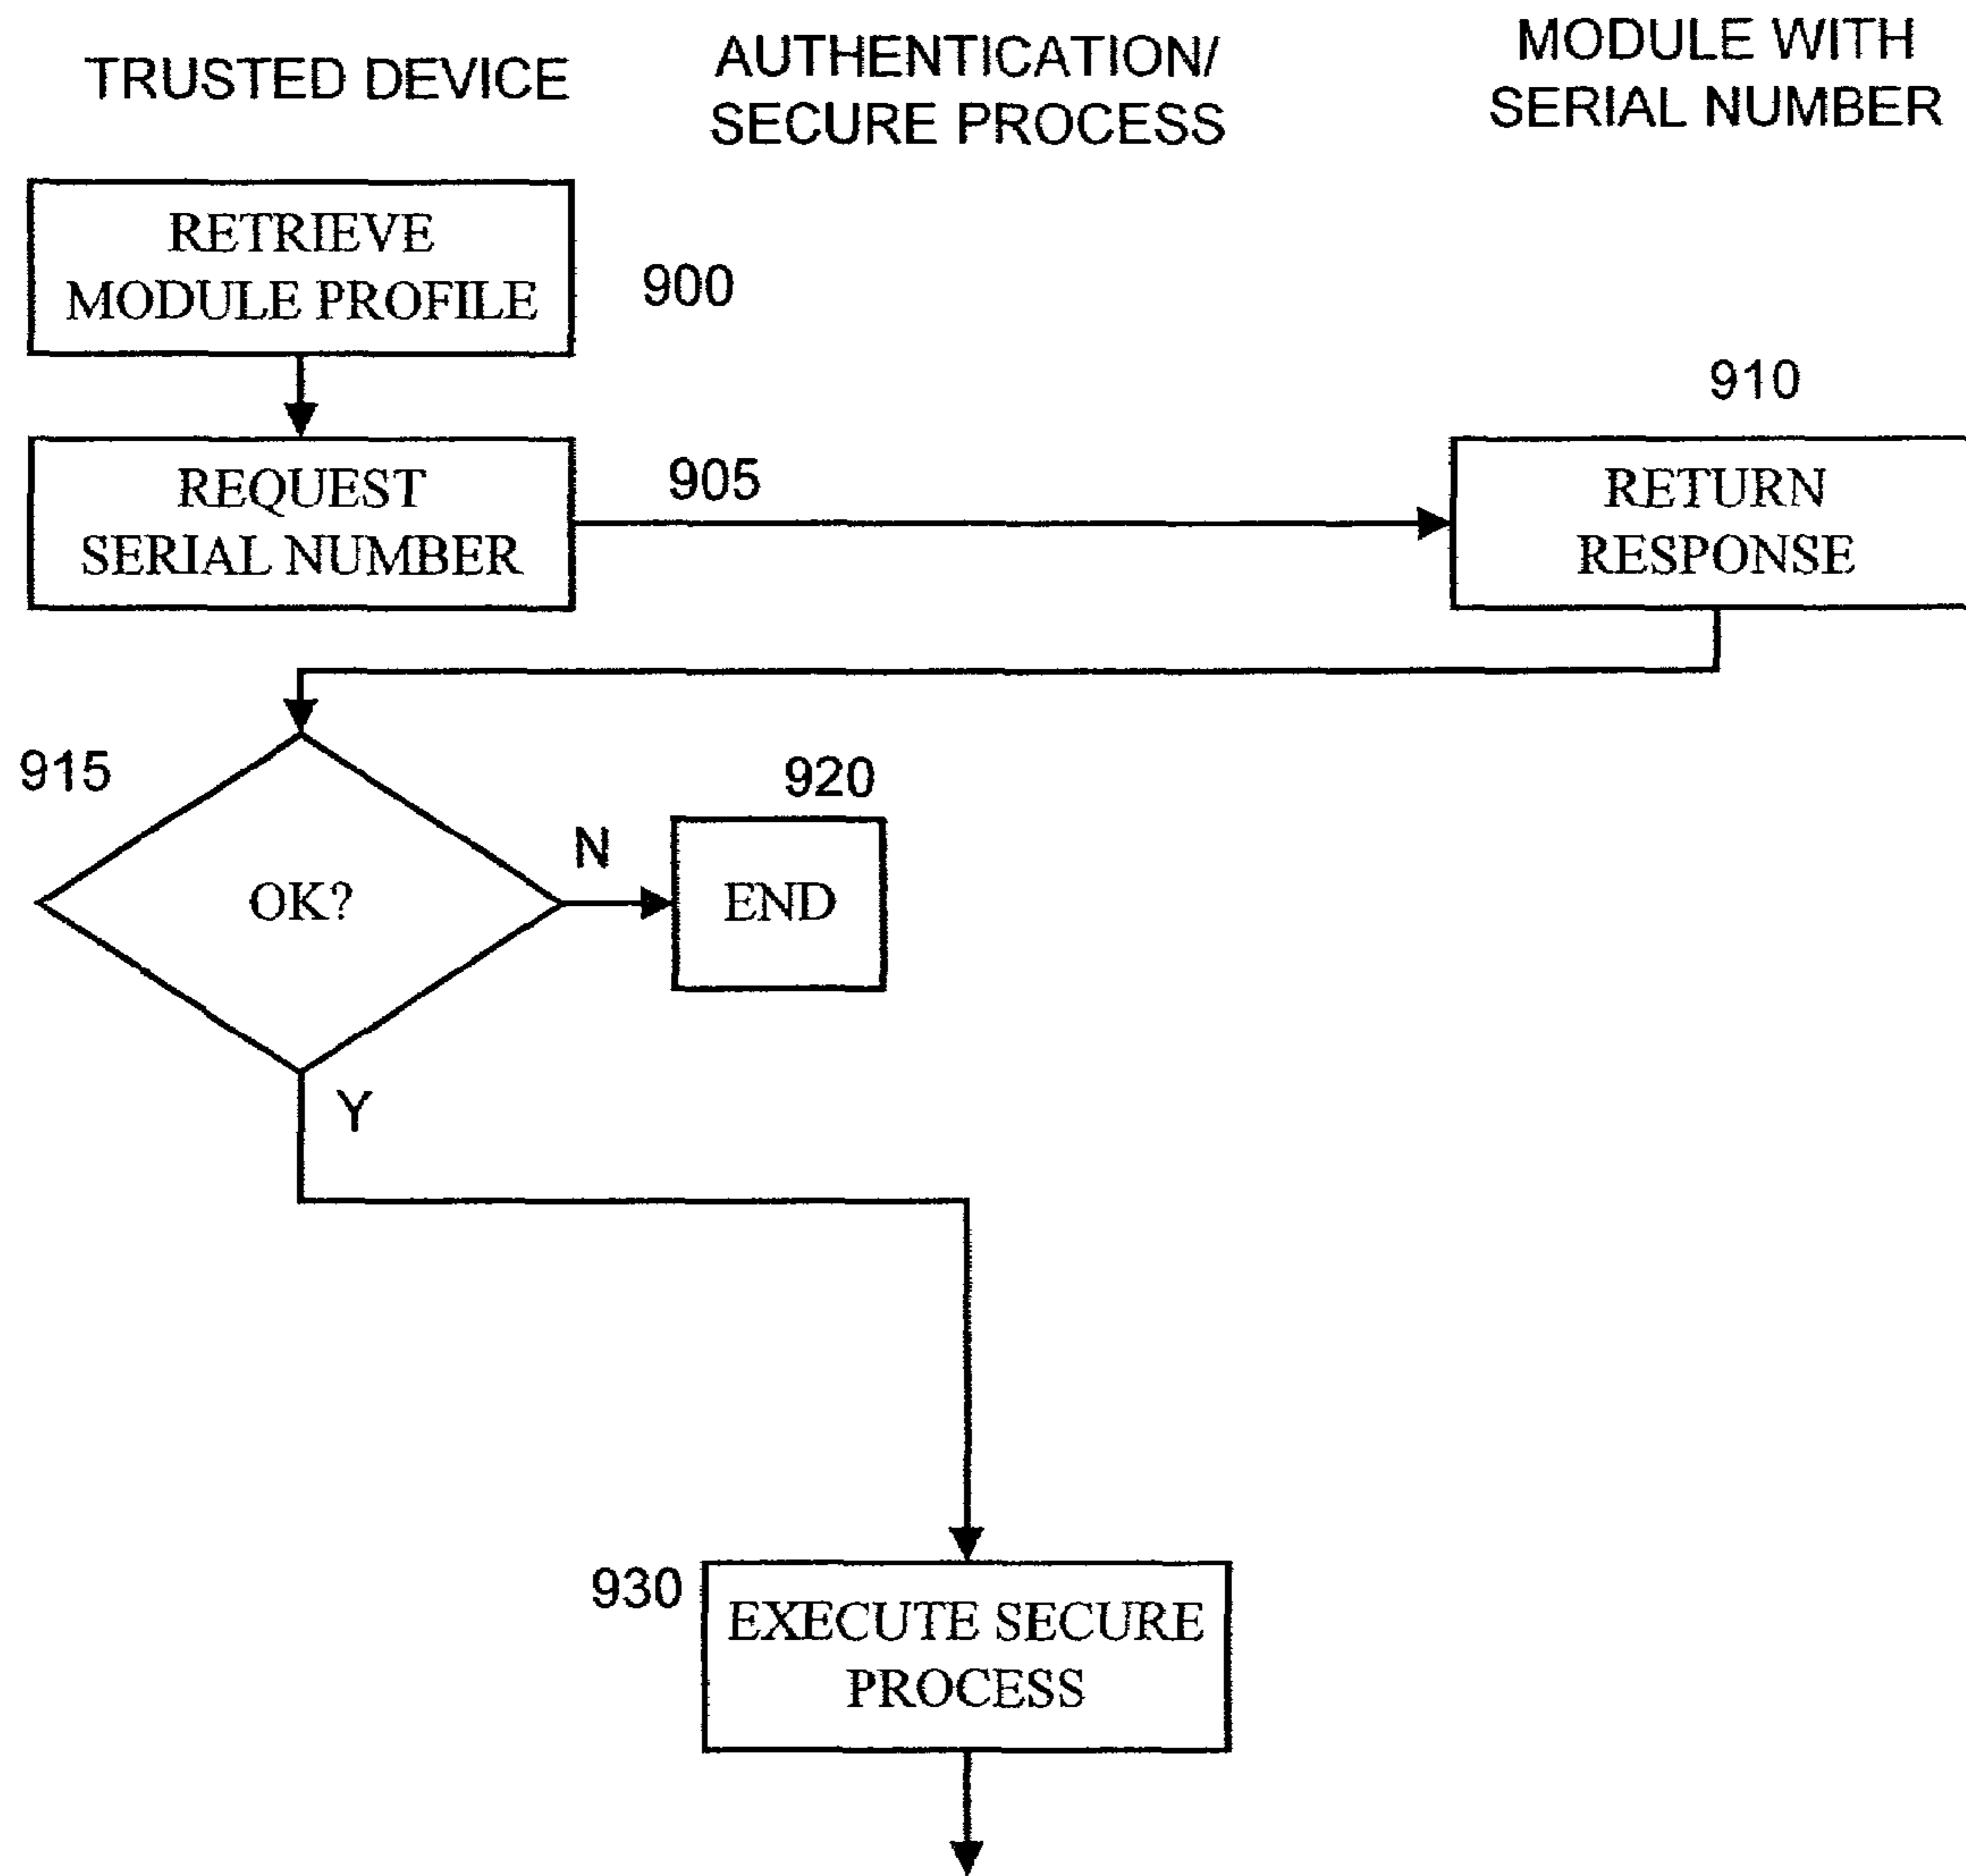 TRUSTED DEVICE
AUTHENTICATION/
SECURE PROCESS
MODULE WITH
SERIAL NUMBER
RETRIEVE
MODULE PROFILE
900
910
REQUEST
SERIAL NUMBER
905
RETURN
RESPONSE
915
920
OK?
N
END
Y
930
EXECUTE SECURE
PROCESS